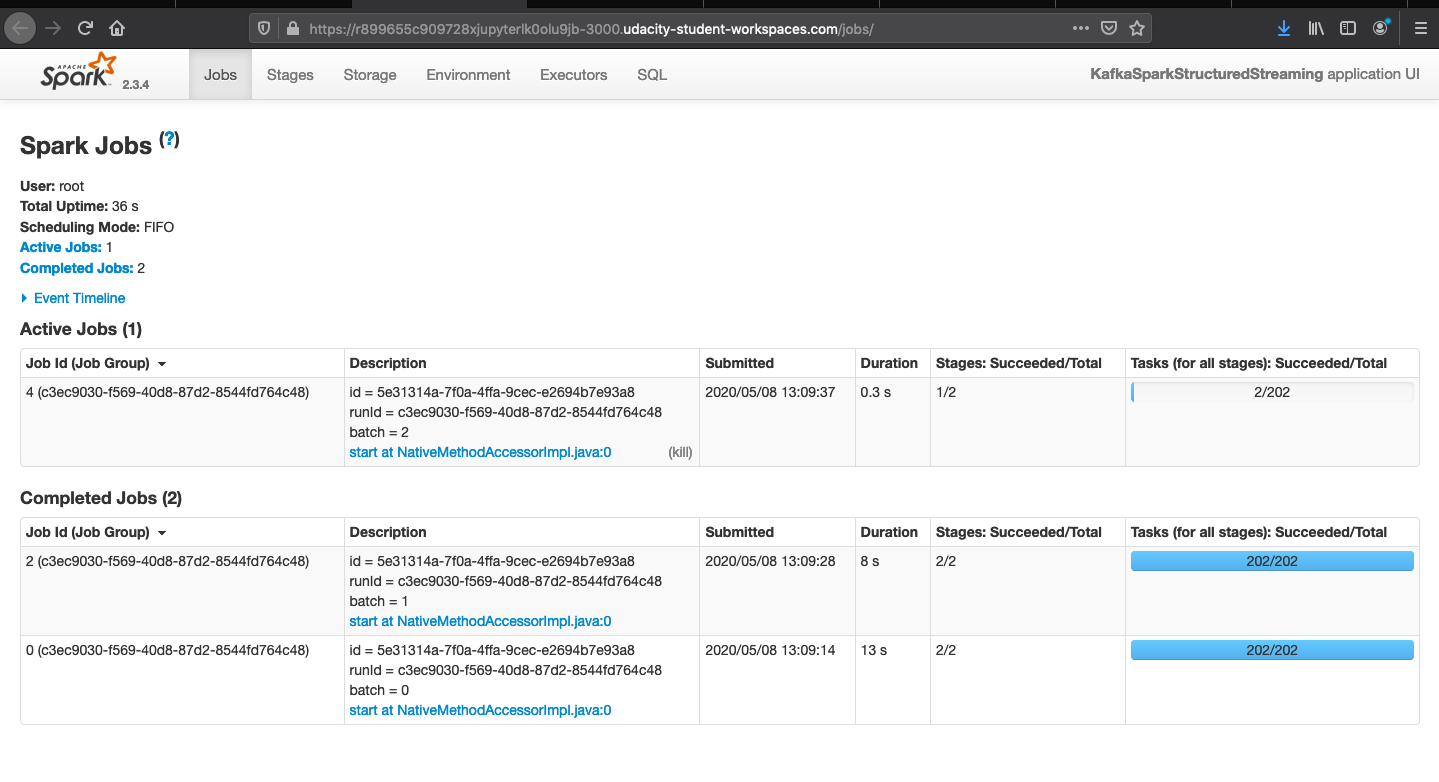 https://r899655c909728xjupyterlk0olu9jb-3000.udacity-student-workspaces.com/jobs/
APACHE Spark 2.3.4 Jobs Stages Storage Environment Executors SQL KafkaSparkStructuredStreaming application UI
Spark Jobs (?)
User: root
Total Uptime: 36 s
Scheduling Mode: FIFO
Active Jobs: 1
Completed Jobs: 2
Event Timeline
Active Jobs (1)
Job Id (Job Group) Description Submitted Duration Stages: Succeeded/Total Tasks (for all stages): Succeeded/Total
4 (c3ec9030-f569-40d8-87d2-8544fd764c48) id = 5e31314a-7f0a-4ffa-9cec-e2694b7e93a8 2020/05/08 13:09:37 0.3 s 1/2 2/202
runId = c3ec9030-f569-40d8-87d2-8544fd764c48
batch = 2
start at NativeMethodAccessorImpl.java:0 (kill)
Completed Jobs (2)
Job Id (Job Group) Description Submitted Duration Stages: Succeeded/Total Tasks (for all stages): Succeeded/Total
2 (c3ec9030-f569-40d8-87d2-8544fd764c48) id = 5e31314a-7f0a-4ffa-9cec-e2694b7e93a8 2020/05/08 13:09:28 8 s 2/2 202/202
runId = c3ec9030-f569-40d8-87d2-8544fd764c48
batch = 1
start at NativeMethodAccessorImpl.java:0
0 (c3ec9030-f569-40d8-87d2-8544fd764c48) id = 5e31314a-7f0a-4ffa-9cec-e2694b7e93a8 2020/05/08 13:09:14 13 s 2/2 202/202
runId = c3ec9030-f569-40d8-87d2-8544fd764c48
batch = 0
start at NativeMethodAccessorImpl.java:0